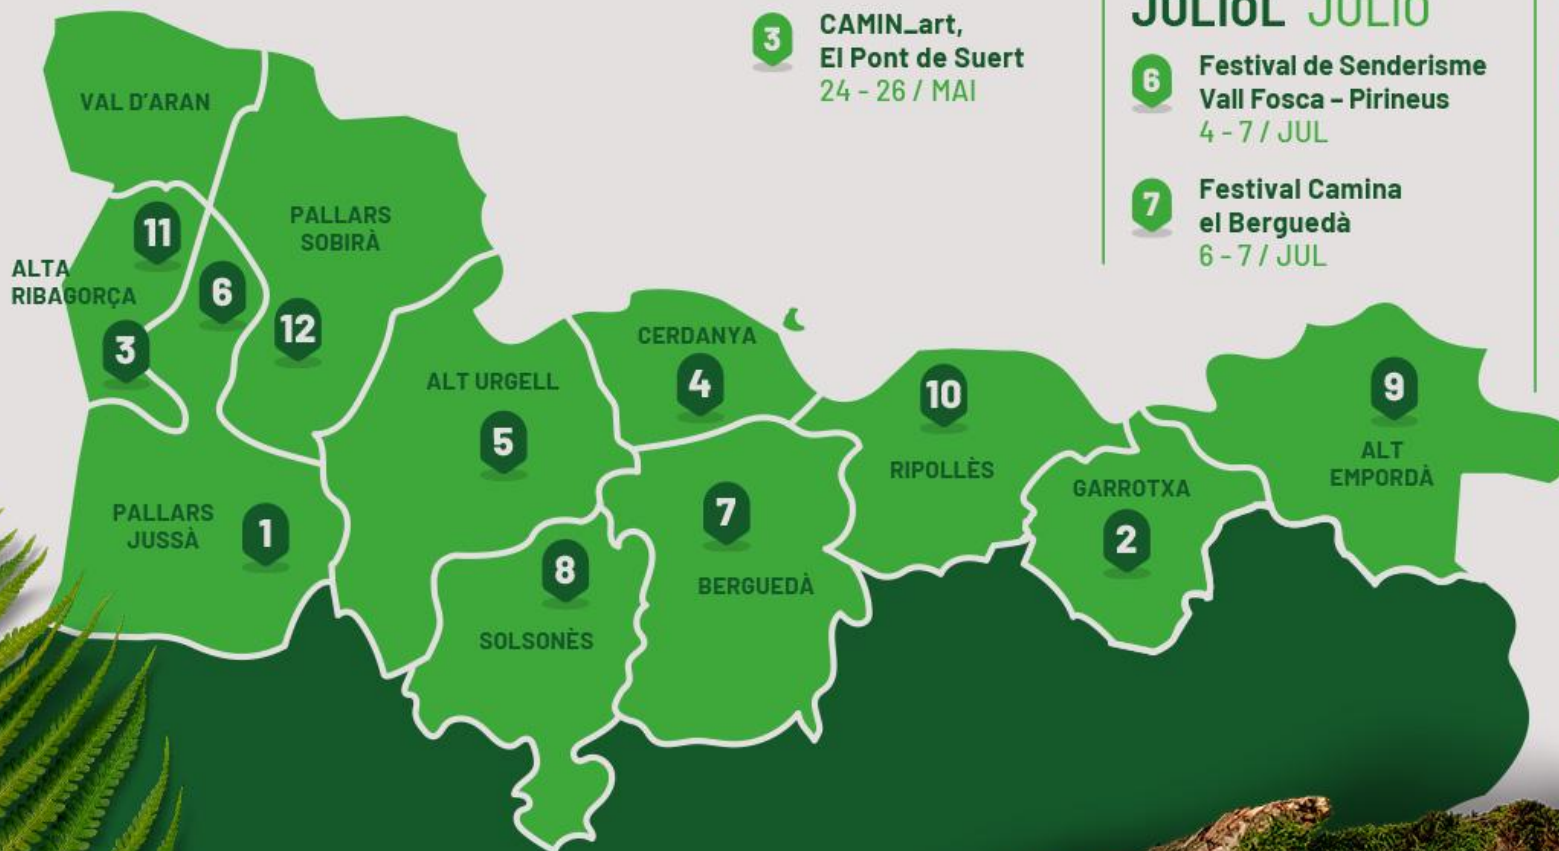 3
CAMIN_art,
El Pont de Suert
24 - 26 / MAI
JULIOL JULIO
6
Festival de Senderisme
Vall Fosca – Pirineus
4 - 7 / JUL
7
Festival Camina
el Berguedà
6 - 7 / JUL
VAL D'ARAN
PALLARS
SOBIRÀ
11
ALTA
RIBAGORÇA
6
12
3
CERDANYA
4
ALT URGELL
5
10
RIPOLLÈS
9
ALT
EMPORDÀ
GARROTXA
2
PALLARS
JUSSÀ
1
7
BERGUEDÀ
8
SOLSONÈS